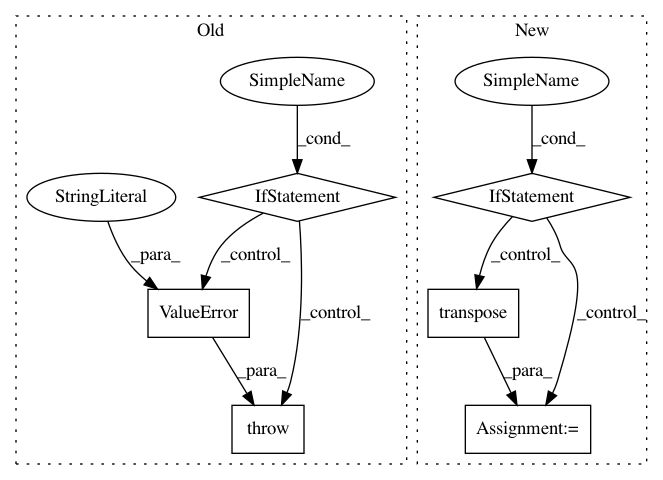 Old
New
SimpleName
SimpleName
_cond_
_cond_
StringLiteral
IfStatement
IfStatement
_para_
_control_
_control_
_control_
_control_
ValueError
transpose
_para_
_para_
throw
Assignment:=